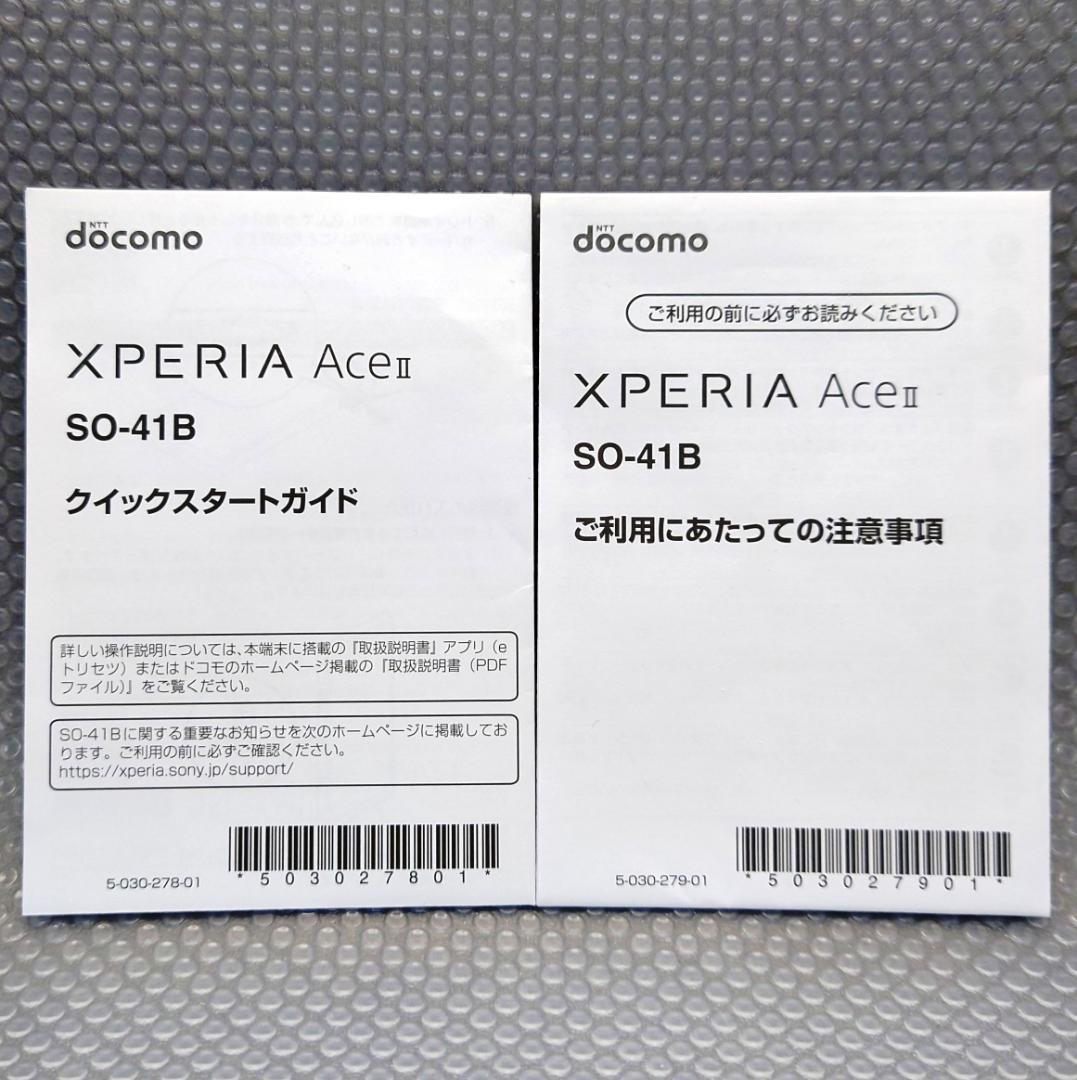 NTT
döcomo
XPERIA Ace II
SO-41B
クイックスタートガイド
詳しい操作説明については、本端末に搭載の『取扱説明書』アプリ（e
トリセツ）またはドコモのホームページ掲載の『取扱説明書（PDF
ファイル）』をご覧ください。
SO-41Bに関する重要なお知らせを次のホームページに掲載してお
ります。ご利用の前に必ずご確認ください。
https://xperia.sony.jp/support/
5-030-278-01
*503027801*
NTT
döcomo
ご利用の前に必ずお読みください
XPERIA Ace II
SO-41B
ご利用にあたっての注意事項
5-030-279-01
*503027901*